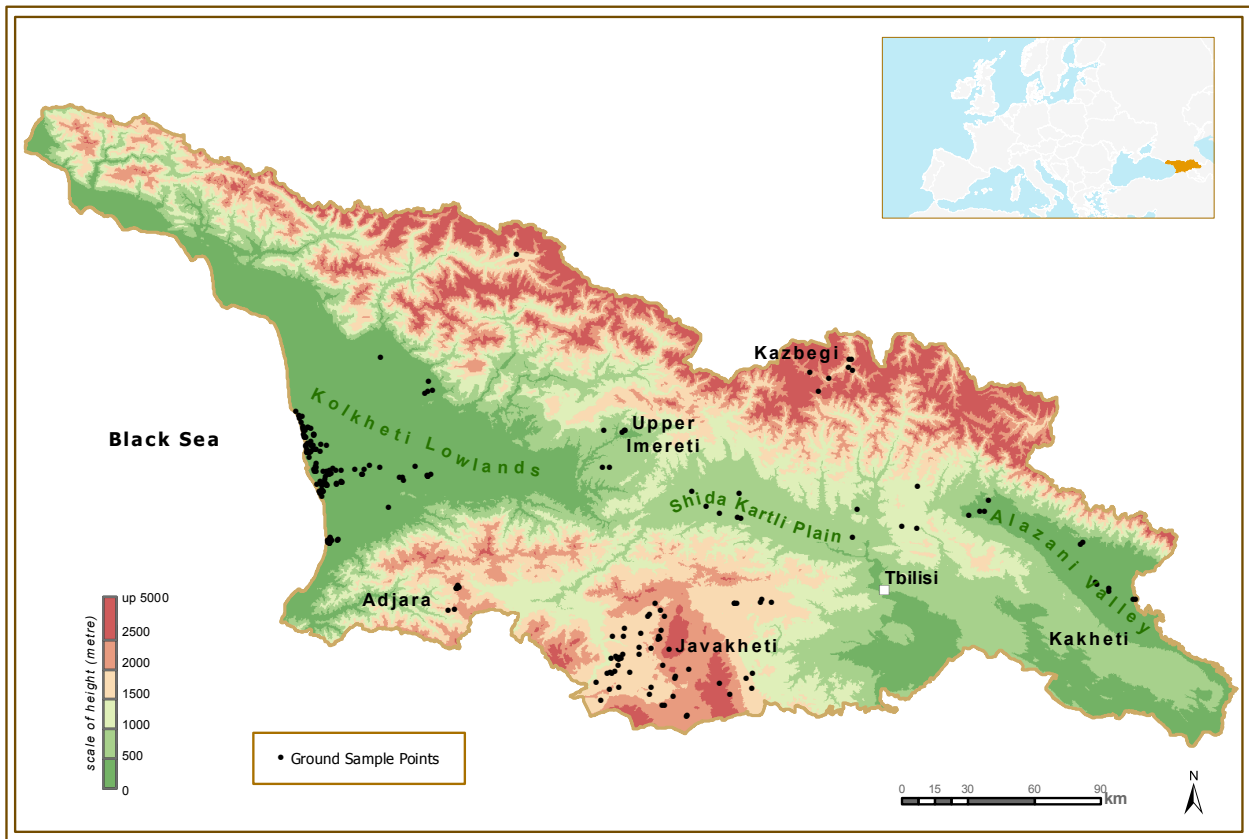 Kazbegi
Kolkheti Lowlands
Upper
Imereti
Black Sea
Shida Kartli Plain
Alazani Valley
Tbilisi
Adjara
Kakheti
Javakheti
scale of height (metre)
up 5000
2500
2000
1500
1000
500
0
Ground Sample Points
N
0 15 30 60 90
km